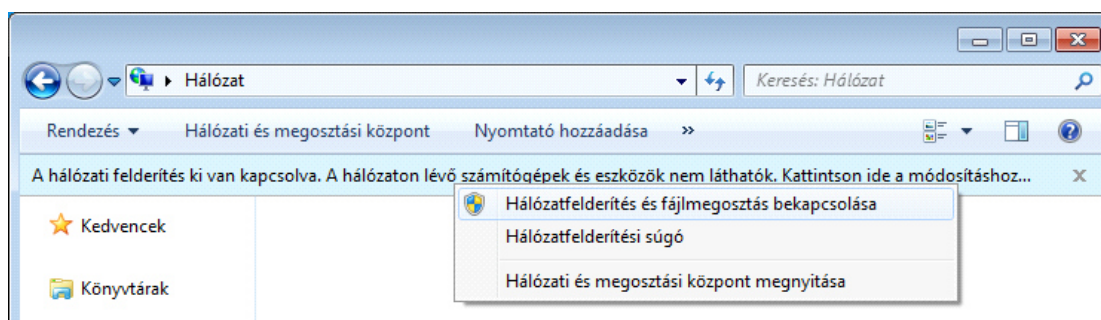 Hálózat
Keresés: Hálózat
Rendezés Hálózati és megosztási központ Nyomtató hozzáadása »
A hálózati felderítés ki van kapcsolva. A hálózaton lévő számítógépek és eszközök nem láthatók. Kattintson ide a módosításhoz...
Hálózatfelderítés és fájlmegosztás bekapcsolása
Kedvencek
Hálózatfelderítési súgó
Hálózati és megosztási központ megnyitása
Könyvtárak